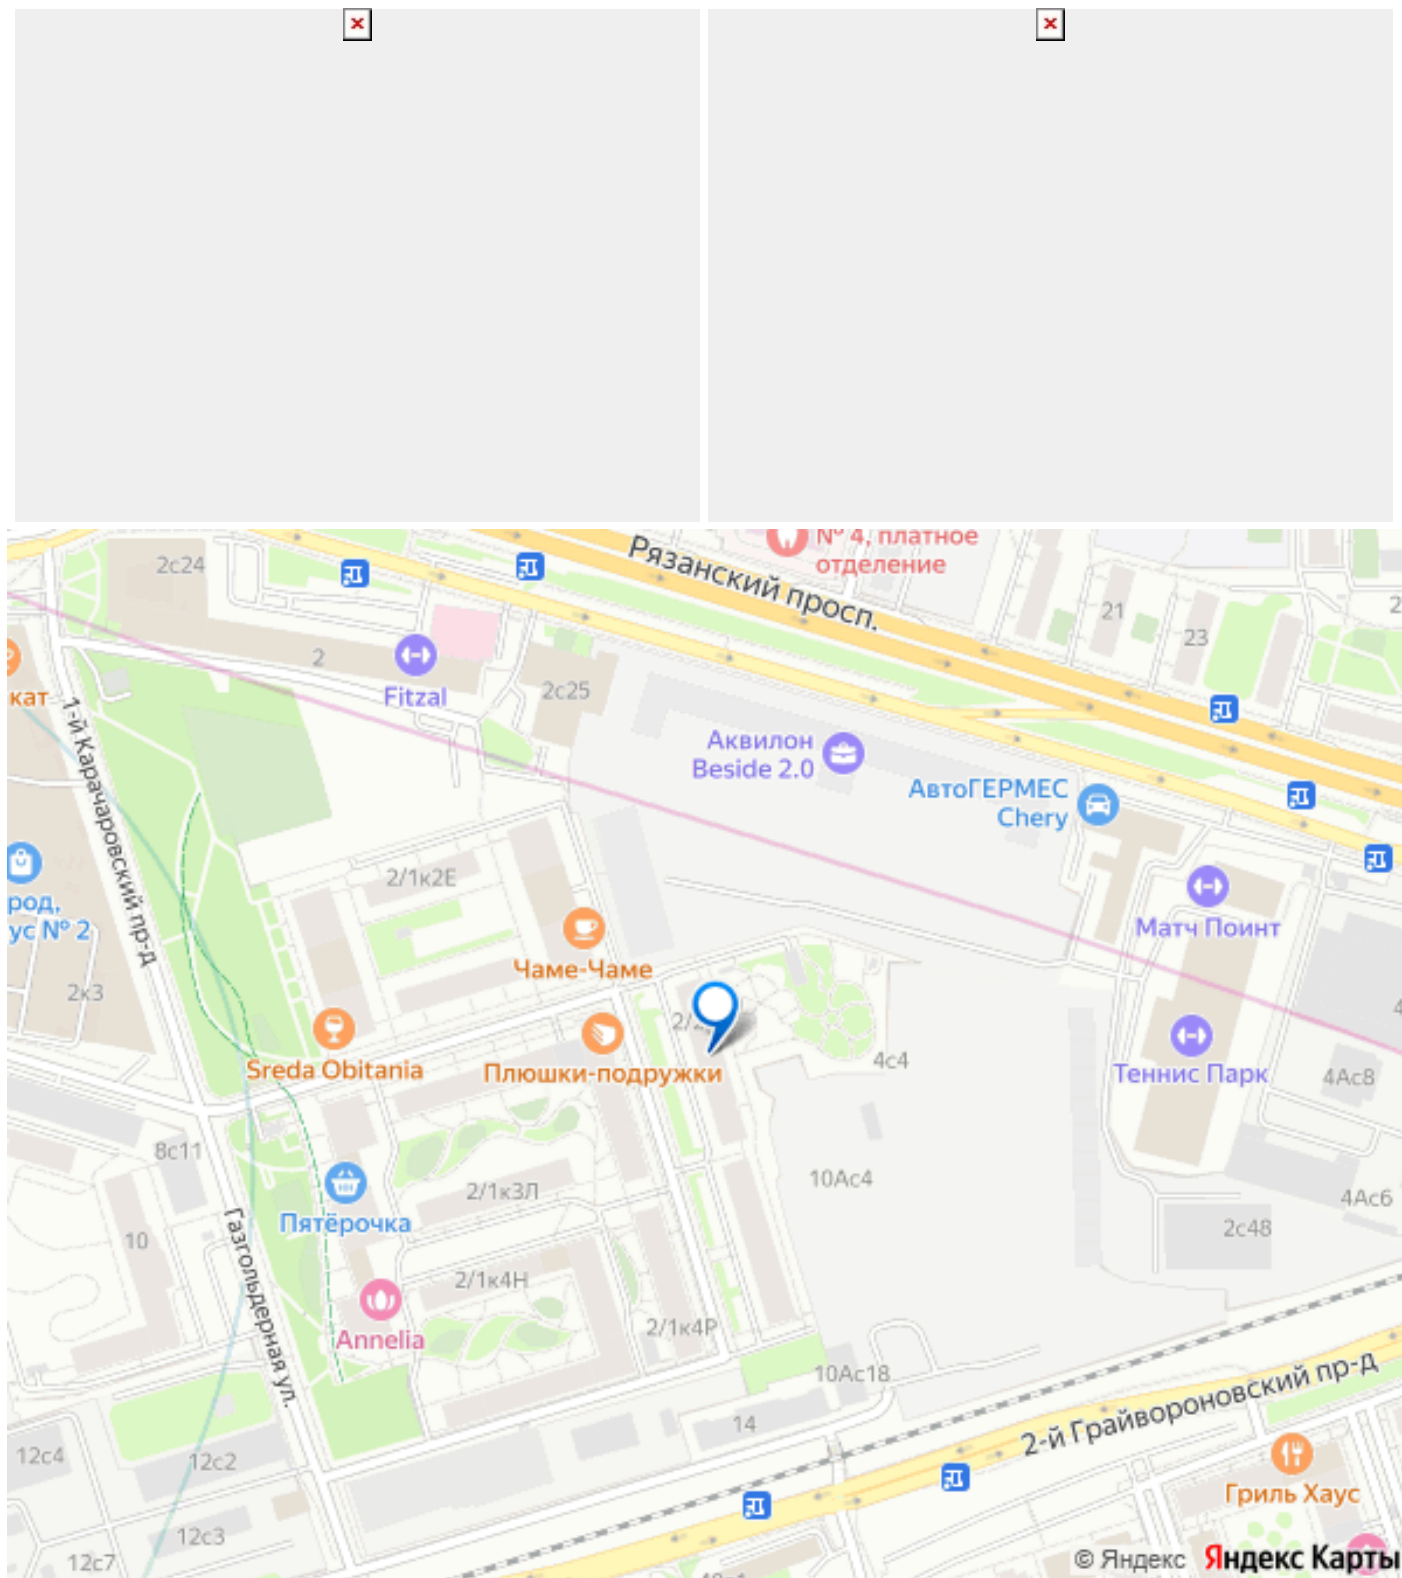 № 4, платное
отделение
Рязанский просп.
2с24
21
23
2
Fitzal
2с25
кат
1-й Карачаровский пр-д
Аквилон
Beside 2.0
АвтоГЕРМЕС
Chery
2/1к2Е
род,
ус № 2
Матч Поинт
Чаме-Чаме
2к3
Sreda Obitania
Плюшки-подружки
4с4
Теннис Парк
4Ас8
8с11
10Ас4
2/1к3Л
4Ас6
Пятёрочка
2с48
10
Газгольдерная ул.
2/1к4Н
Annelia
2/1к4Р
10Ас18
2-й Грайвороновский пр-д
14
12с4
12с2
Гриль Хаус
12с3
12с7
© Яндекс
Яндекс Карты